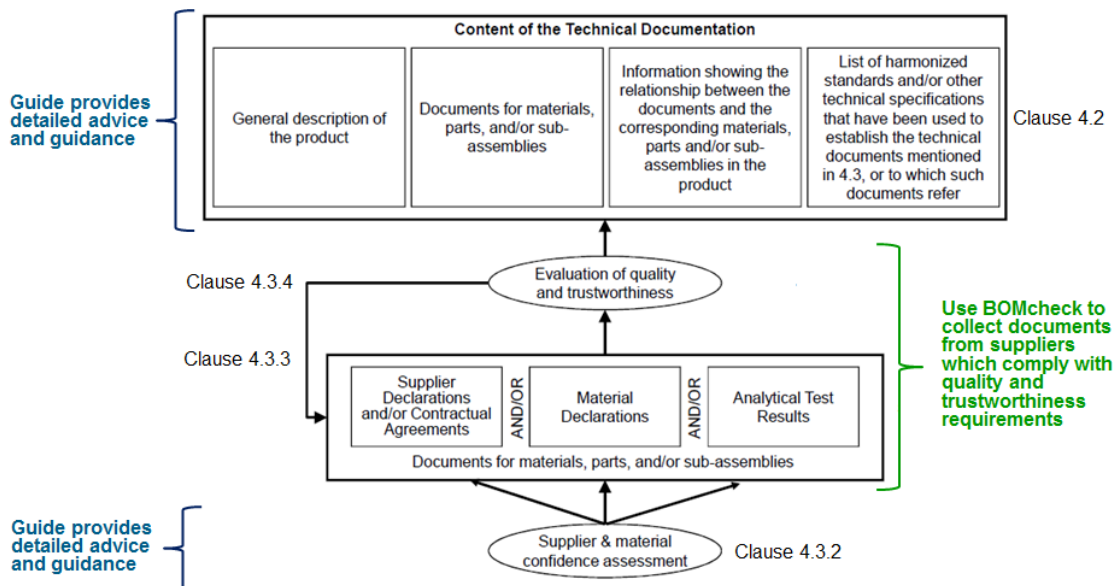 Content of the Technical Documentation
Guide provides
detailed advice
and guidance
General description of
the product
Documents for materials,
parts, and/or sub-
assemblies
Information showing the
relationship between the
documents and the
corresponding materials,
parts and/or sub-
assemblies in the
product
List of harmonized
standards and/or other
technical specifications
that have been used to
establish the technical
documents mentioned
in 4.3, or to which such
documents refer
Clause 4.2
Clause 4.3.4
Evaluation of quality
and trustworthiness
Clause 4.3.3
Use BOMcheck to
collect documents
from suppliers
which comply with
quality and
trustworthiness
requirements
Supplier
Declarations
and/or Contractual
Agreements
AND/OR
Material
Declarations
AND/OR
Analytical Test
Results
Documents for materials, parts, and/or sub-assemblies
Guide provides
detailed advice
and guidance
Supplier & material
confidence assessment
Clause 4.3.2